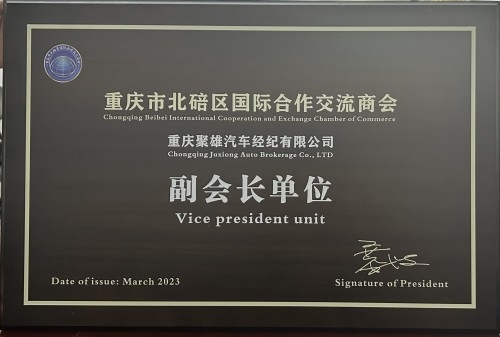 重庆市北碚区国际合作交流商会
Chongqing Beibei International Cooperation and Exchange Chamber of Commerce
重庆聚雄汽车经纪有限公司
Chongqing Juxiong Auto Brokerage Co., LTD
副会长单位
Vice president unit
Date of issue: March 2023
Signature of President